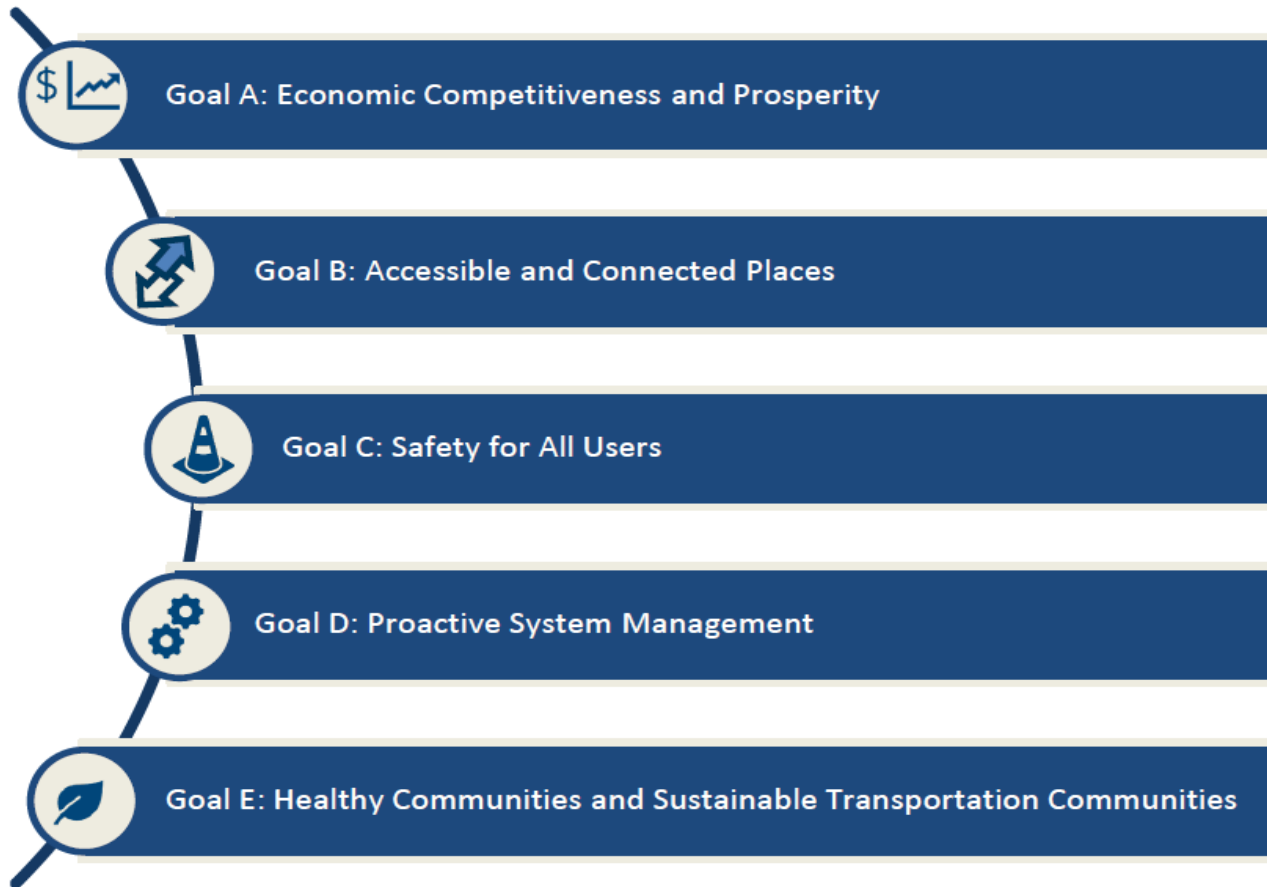 $
Goal A: Economic Competitiveness and Prosperity
Goal B: Accessible and Connected Places
Goal C: Safety for All Users
Goal D: Proactive System Management
Goal E: Healthy Communities and Sustainable Transportation Communities